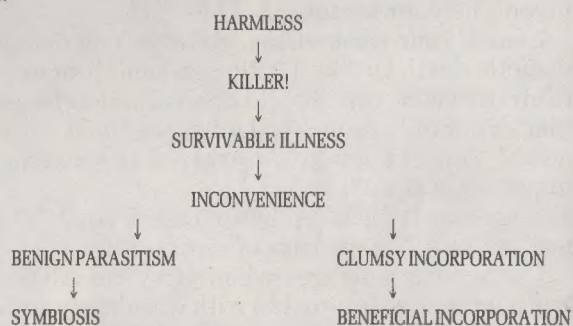 HARMLESS
↓
KILLER!
↓
SURVIVABLE ILLNESS
↓
INCONVENIENCE
↓ ↓
BENIGN PARASITISM CLUMSY INCORPORATION
↓ ↓
SYMBIOSIS BENEFICIAL INCORPORATION